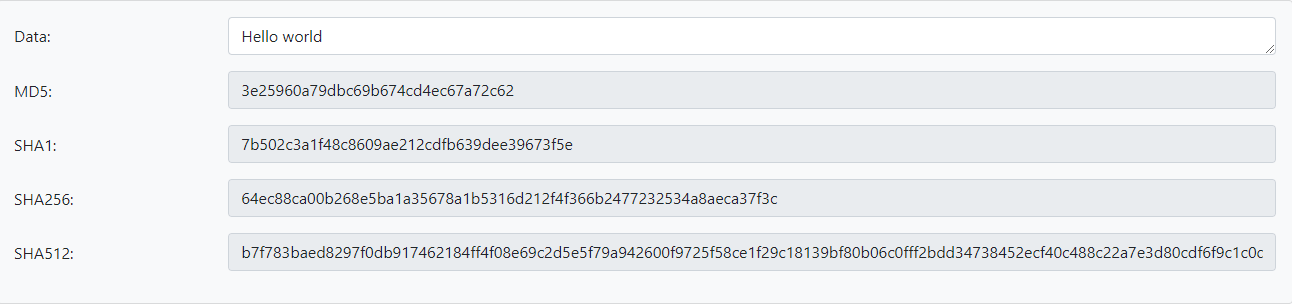 Data:
Hello world
MD5:
3e25960a79dbc69b674cd4ec67a72c62
SHA1:
7b502c3a1f48c8609ae212cdfb639dee39673f5e
SHA256:
64ec88ca00b268e5ba1a35678a1b5316d212f4f366b2477232534a8aeca37f3c
SHA512:
b7f783baed8297f0db917462184ff4f08e69c2d5e5f79a942600f9725f58ce1f29c18139bf80b06c0fff2bdd34738452ecf40c488c22a7e3d80cdf6f9c1c0c